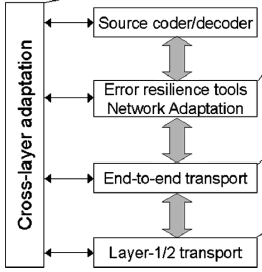 Cross-layer adaptation
Source coder/decoder
Error resilience tools
Network Adaptation
End-to-end transport
Layer-1/2 transport